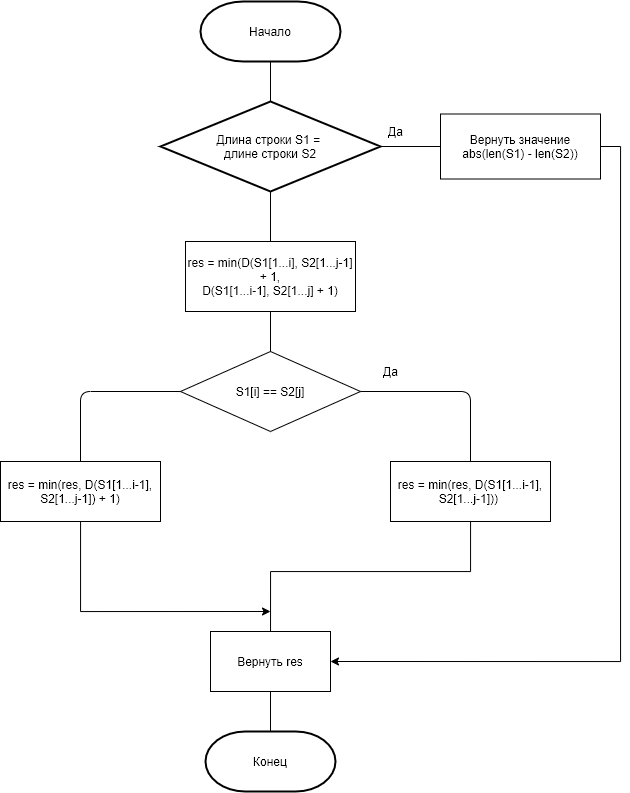 Начало
Длина строки S1 =
длине строки S2
Да
Вернуть значение
abs(len(S1) - len(S2))
res = min(D(S1[1...i], S2[1...j-1]
+ 1,
D(S1[1...i-1], S2[1...j] + 1)
S1[i] == S2[j]
Да
res = min(res, D(S1[1...i-1],
S2[1...j-1]) + 1)
res = min(res, D(S1[1...i-1],
S2[1...j-1]))
Вернуть res
Конец